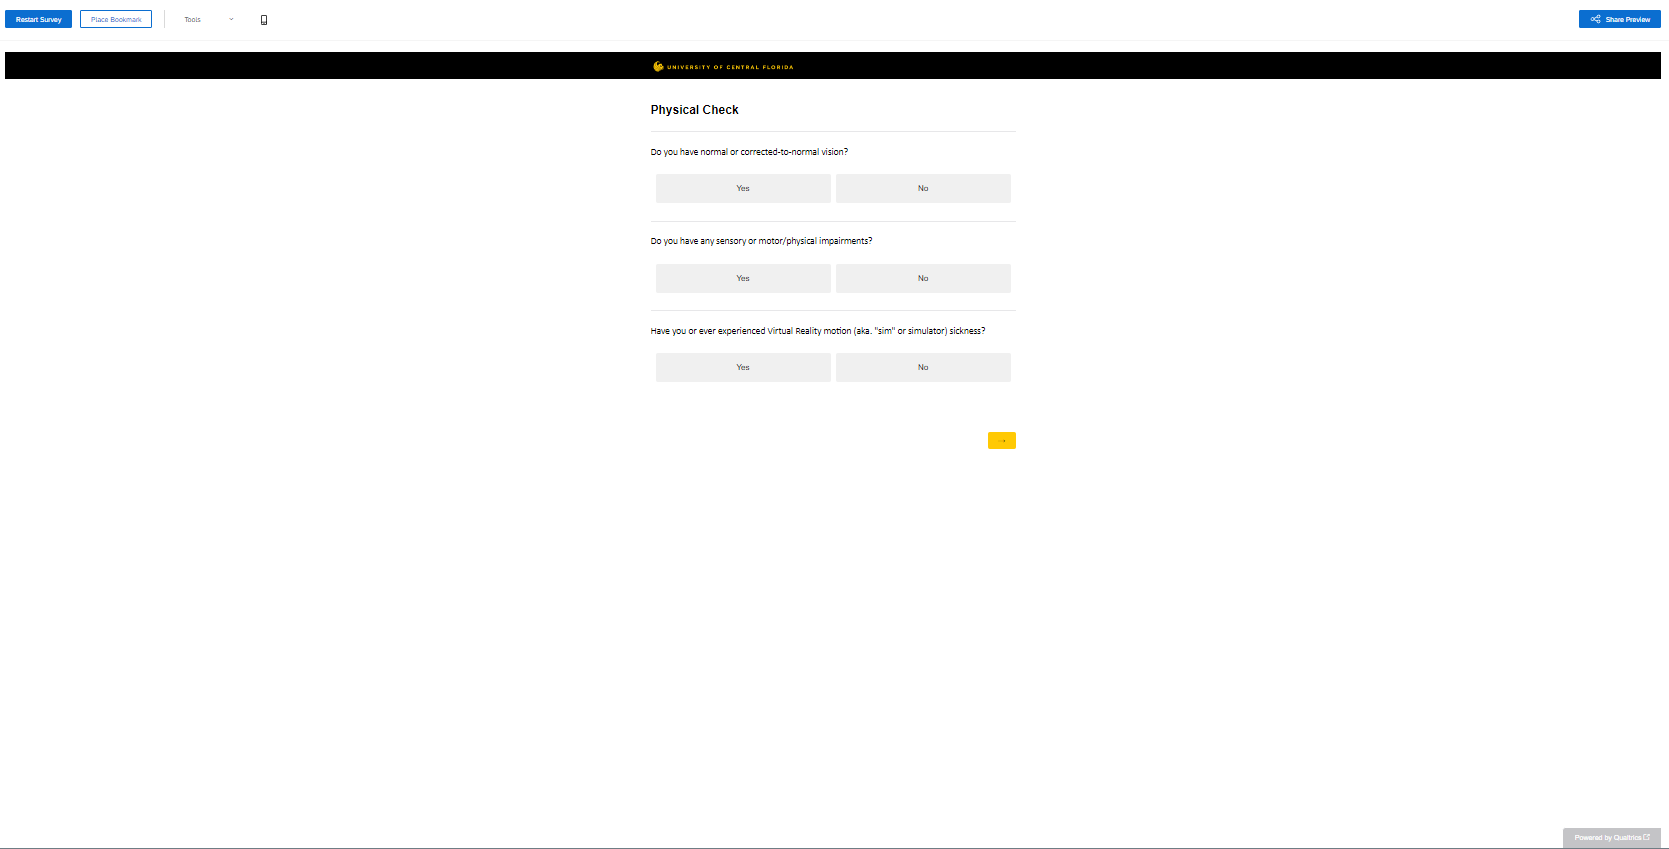 Restart Survey
Place Bookmark
Tools
Share Preview
UNIVERSITY OF CENTRAL FLORIDA
Physical Check
Do you have normal or corrected-to-normal vision?
Yes
No
Do you have any sensory or motor/physical impairments?
Yes
No
Have you or ever experienced Virtual Reality motion (aka. "sim" or simulator) sickness?
Yes
No
→
Powered by Qualtrics